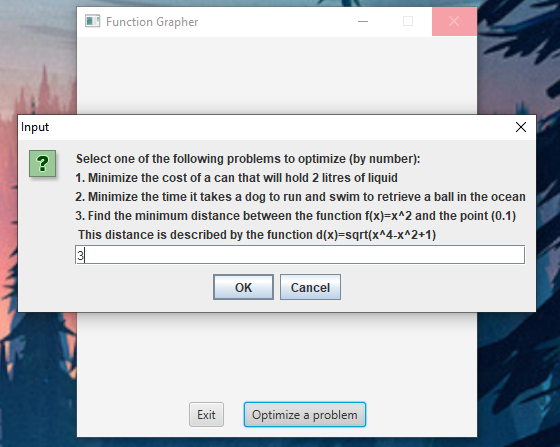 Function Grapher
Input
?
Select one of the following problems to optimize (by number):
1. Minimize the cost of a can that will hold 2 litres of liquid
2. Minimize the time it takes a dog to run and swim to retrieve a ball in the ocean
3. Find the minimum distance between the function f(x)=x^2 and the point (0.1)
This distance is described by the function d(x)=sqrt(x^4-x^2+1)
3
OK Cancel
Exit Optimize a problem